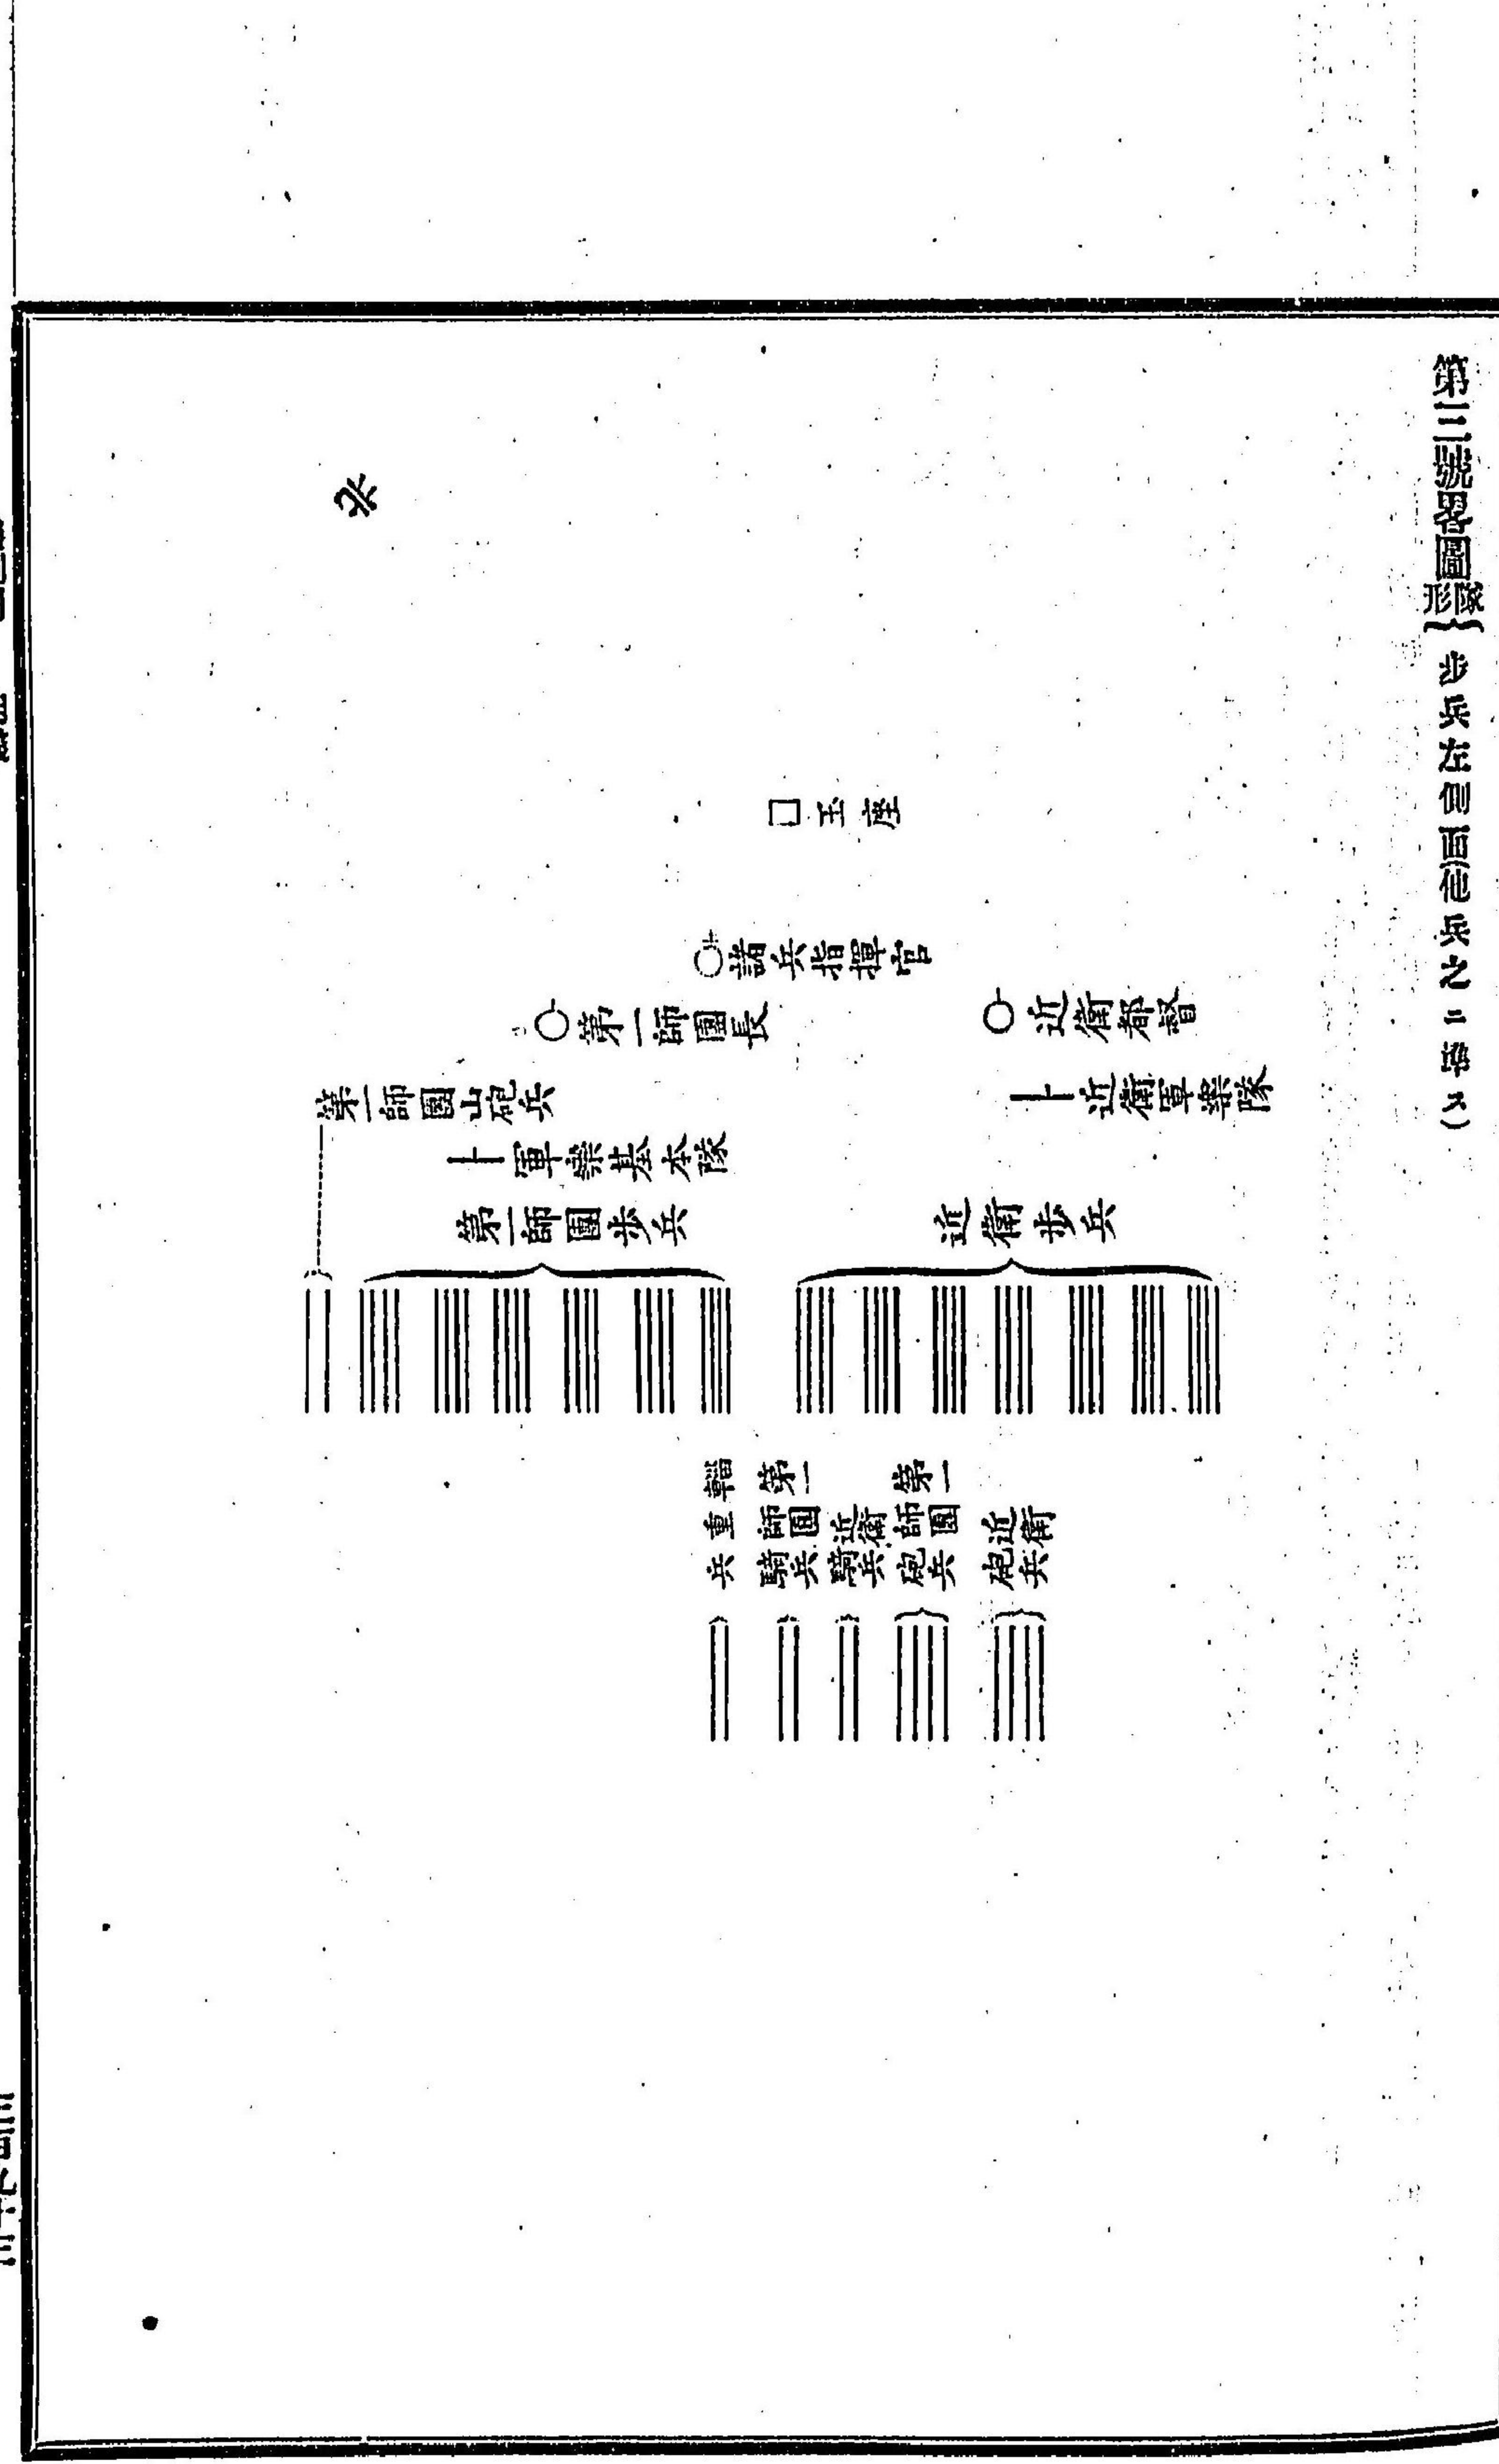 第三號畧圖 隊形{步兵左側面他兵之ニ準ス)
北
玉座
諸兵指揮官
近衛都督
第一師團長
近衛軍樂隊
第一師團山砲兵
軍樂基本隊
近衛步兵
第一師團步兵
近衛砲兵
第一師團砲兵
近衛騎兵
第一師團騎兵
輜重兵